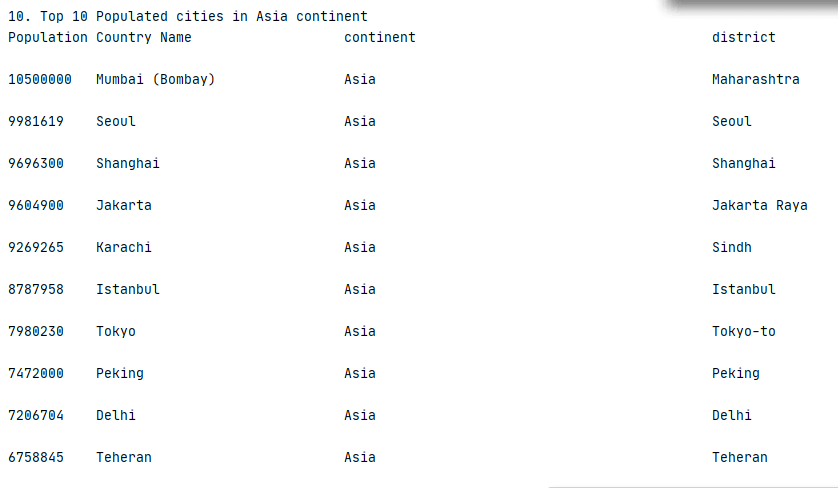 10. Top 10 Populated cities in Asia continent
Population Country Name continent district
10500000 Mumbai (Bombay) Asia Maharashtra
9981619 Seoul Asia Seoul
9696300 Shanghai Asia Shanghai
9604900 Jakarta Asia Jakarta Raya
9269265 Karachi Asia Sindh
8787958 Istanbul Asia Istanbul
7980230 Tokyo Asia Tokyo-to
7472000 Peking Asia Peking
7206704 Delhi Asia Delhi
6758845 Teheran Asia Teheran